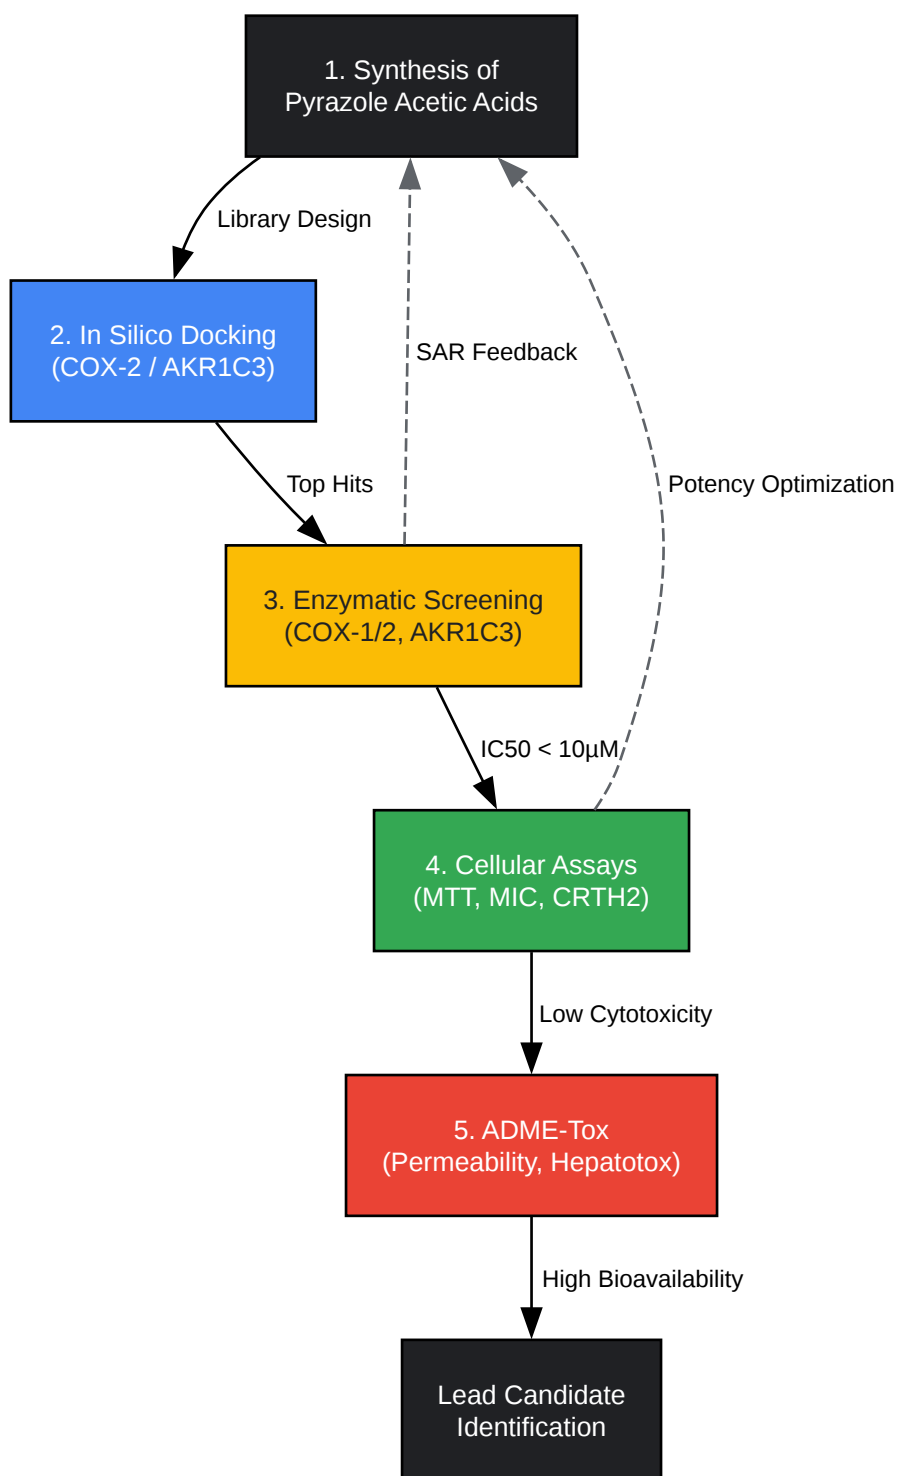 1. Synthesis of
Pyrazole Acetic Acids
Library Design
2. In Silico Docking
(COX-2 / AKR1C3)
SAR Feedback
Top Hits
Potency Optimization
3. Enzymatic Screening
(COX-1/2, AKR1C3)
IC50 < 10µM
4. Cellular Assays
(MTT, MIC, CRTH2)
Low Cytotoxicity
5. ADME-Tox
(Permeability, Hepatotox)
High Bioavailability
Lead Candidate
Identification